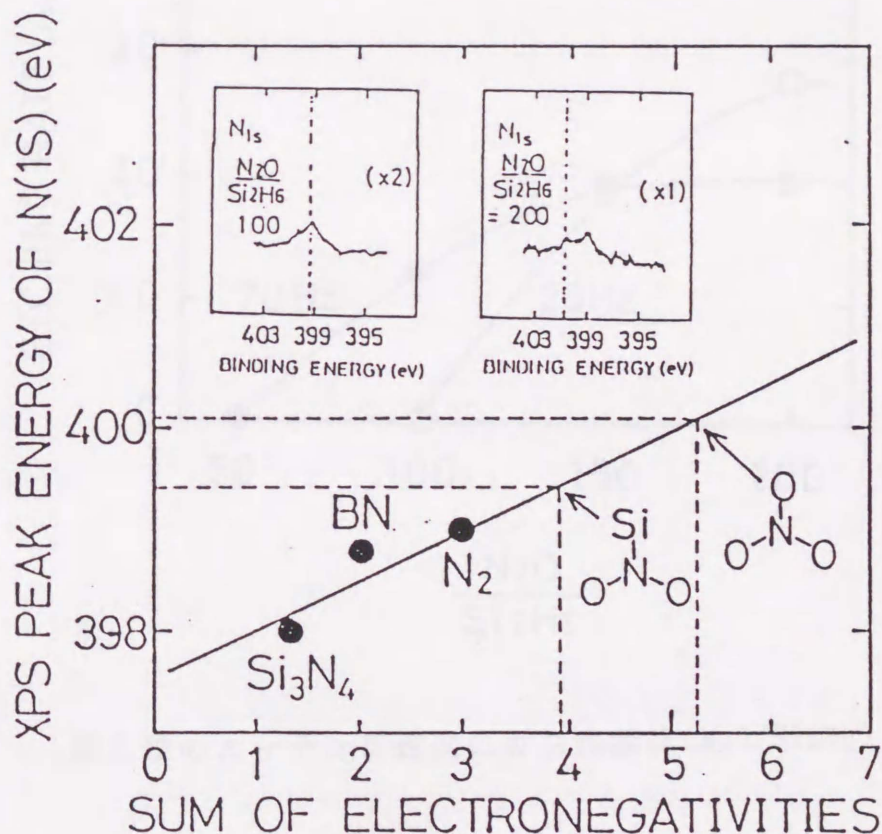 XPS PEAK ENERGY OF N(1S) (eV)
402
400
398
N1s
N2O
Si2H6
100
(x2)
403 399 395
BINDING ENERGY (eV)
N1s
N2O
Si2H6
= 200
(x1)
403 399 395
BINDING ENERGY (eV)
BN
N2
Si3N4
Si
N
O O
O
N
O O
0 1 2 3 4 5 6 7
SUM OF ELECTRONEGATIVITIES